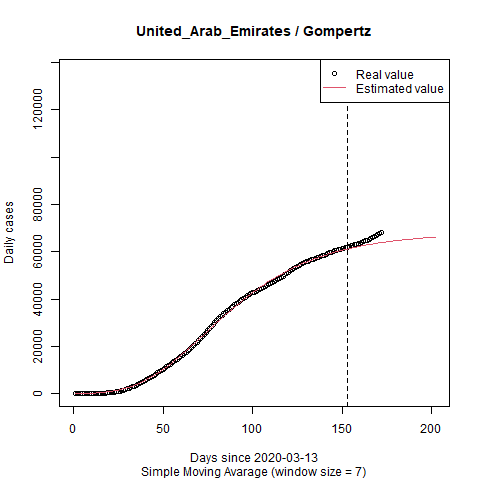 United_Arab_Emirates / Gompertz
Real value
Estimated value
Daily cases
0
20000
40000
60000
80000
120000
0
50
100
150
200
Days since 2020-03-13
Simple Moving Avarage (window size = 7)